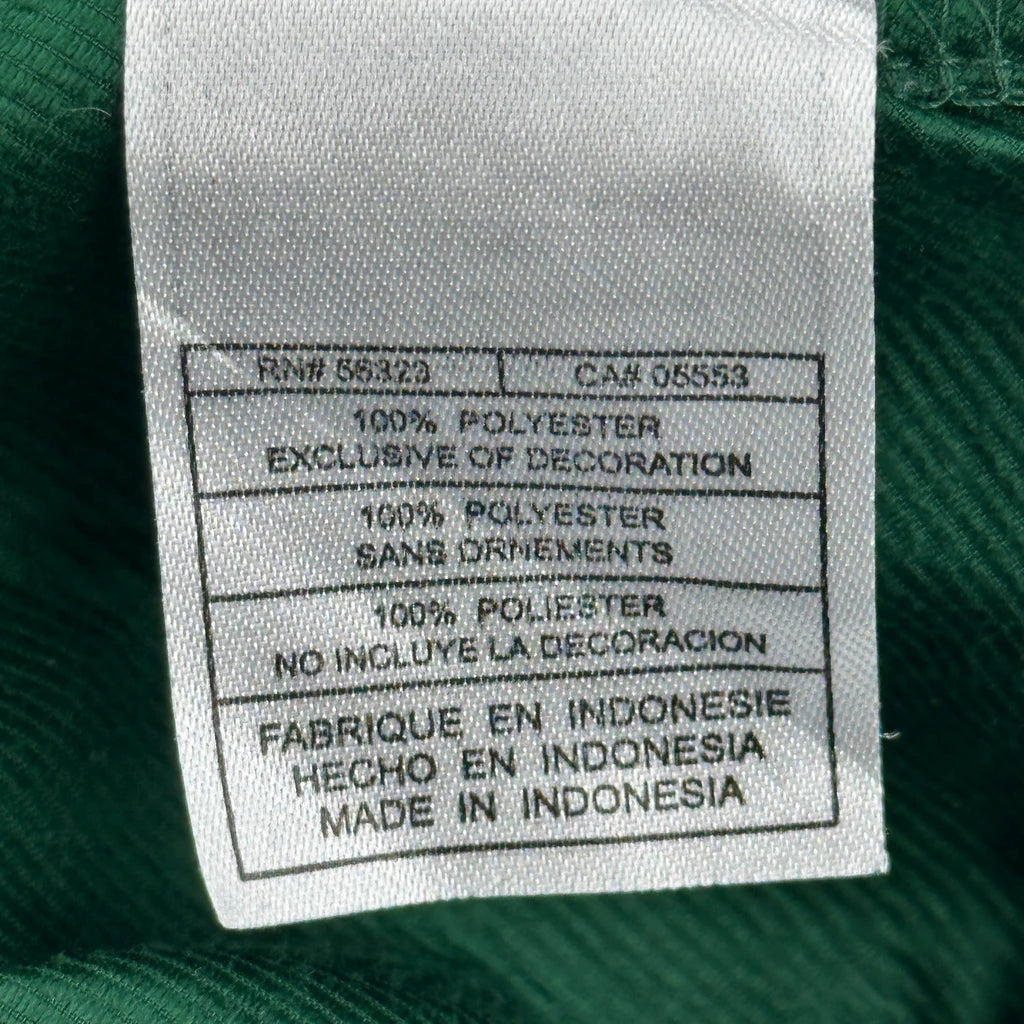 RN# 56323 CA# 05553
100% POLYESTER
EXCLUSIVE OF DECORATION
100% POLYESTER
SANS ORNEMENTS
100% POLIESTER
NO INCLUYE LA DECORACION
FABRIQUE EN INDONESIE
HECHO EN INDONESIA
MADE IN INDONESIA